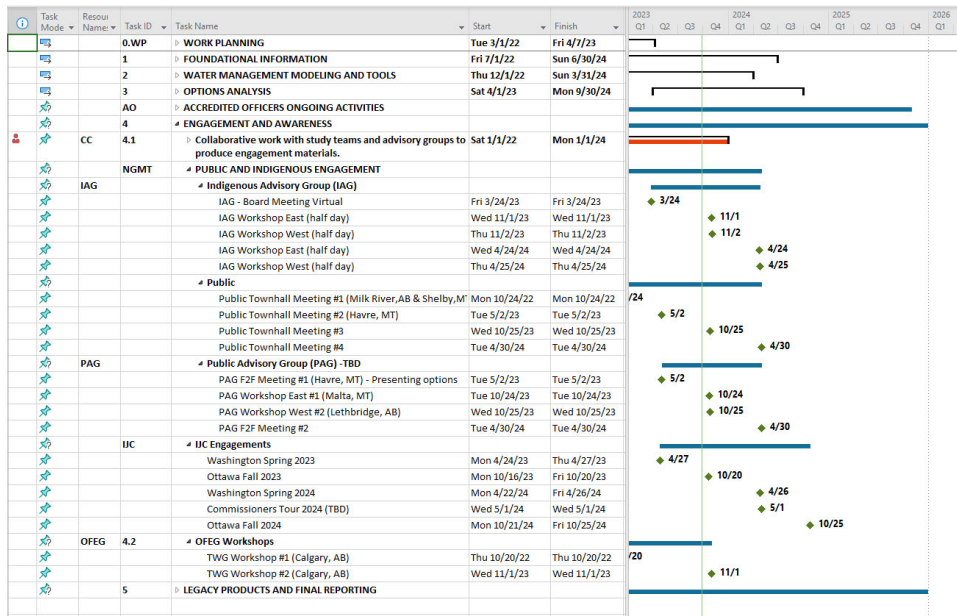 Task Mode Resour Names Task ID Task Name Start Finish 2023 2024 2025 2026
Q1 Q2 Q3 Q4 Q1 Q2 Q3 Q4 Q1 Q2 Q3 Q4 Q1
0.WP WORK PLANNING Tue 3/1/22 Fri 4/7/23
1 FOUNDATIONAL INFORMATION Fri 7/1/22 Sun 6/30/24
2 WATER MANAGEMENT MODELING AND TOOLS Thu 12/1/22 Sun 3/31/24
3 OPTIONS ANALYSIS Sat 4/1/23 Mon 9/30/24
AO ACCREDITED OFFICERS ONGOING ACTIVITIES
4 ENGAGEMENT AND AWARENESS
CC 4.1 Collaborative work with study teams and advisory groups to Sat 1/1/22 Mon 1/1/24
produce engagement materials.
NGMT PUBLIC AND INDIGENOUS ENGAGEMENT
IAG Indigenous Advisory Group (IAG)
IAG - Board Meeting Virtual Fri 3/24/23 Fri 3/24/23 3/24
IAG Workshop East (half day) Wed 11/1/23 Wed 11/1/23 11/1
IAG Workshop West (half day) Thu 11/2/23 Thu 11/2/23 11/2
IAG Workshop East (half day) Wed 4/24/24 Wed 4/24/24 4/24
IAG Workshop West (half day) Thu 4/25/24 Thu 4/25/24 4/25
Public
Public Townhall Meeting #1 (Milk River,AB & Shelby,MT Mon 10/24/22 Mon 10/24/22 /24
Public Townhall Meeting #2 (Havre, MT) Tue 5/2/23 Tue 5/2/23 5/2
Public Townhall Meeting #3 Wed 10/25/23 Wed 10/25/23 10/25
Public Townhall Meeting #4 Tue 4/30/24 Tue 4/30/24 4/30
PAG Public Advisory Group (PAG) -TBD
PAG F2F Meeting #1 (Havre, MT) - Presenting options Tue 5/2/23 Tue 5/2/23 5/2
PAG Workshop East #1 (Malta, MT) Tue 10/24/23 Tue 10/24/23 10/24
PAG Workshop West #2 (Lethbridge, AB) Wed 10/25/23 Wed 10/25/23 10/25
PAG F2F Meeting #2 Tue 4/30/24 Tue 4/30/24 4/30
IJC IJC Engagements
Washington Spring 2023 Mon 4/24/23 Thu 4/27/23 4/27
Ottawa Fall 2023 Mon 10/16/23 Fri 10/20/23 10/20
Washington Spring 2024 Mon 4/22/24 Fri 4/26/24 4/26
Commissioners Tour 2024 (TBD) Wed 5/1/24 Wed 5/1/24 5/1
Ottawa Fall 2024 Mon 10/21/24 Fri 10/25/24 10/25
OFEG 4.2 OFEG Workshops
TWG Workshop #1 (Calgary, AB) Thu 10/20/22 Thu 10/20/22 /20
TWG Workshop #2 (Calgary, AB) Wed 11/1/23 Wed 11/1/23 11/1
5 LEGACY PRODUCTS AND FINAL REPORTING